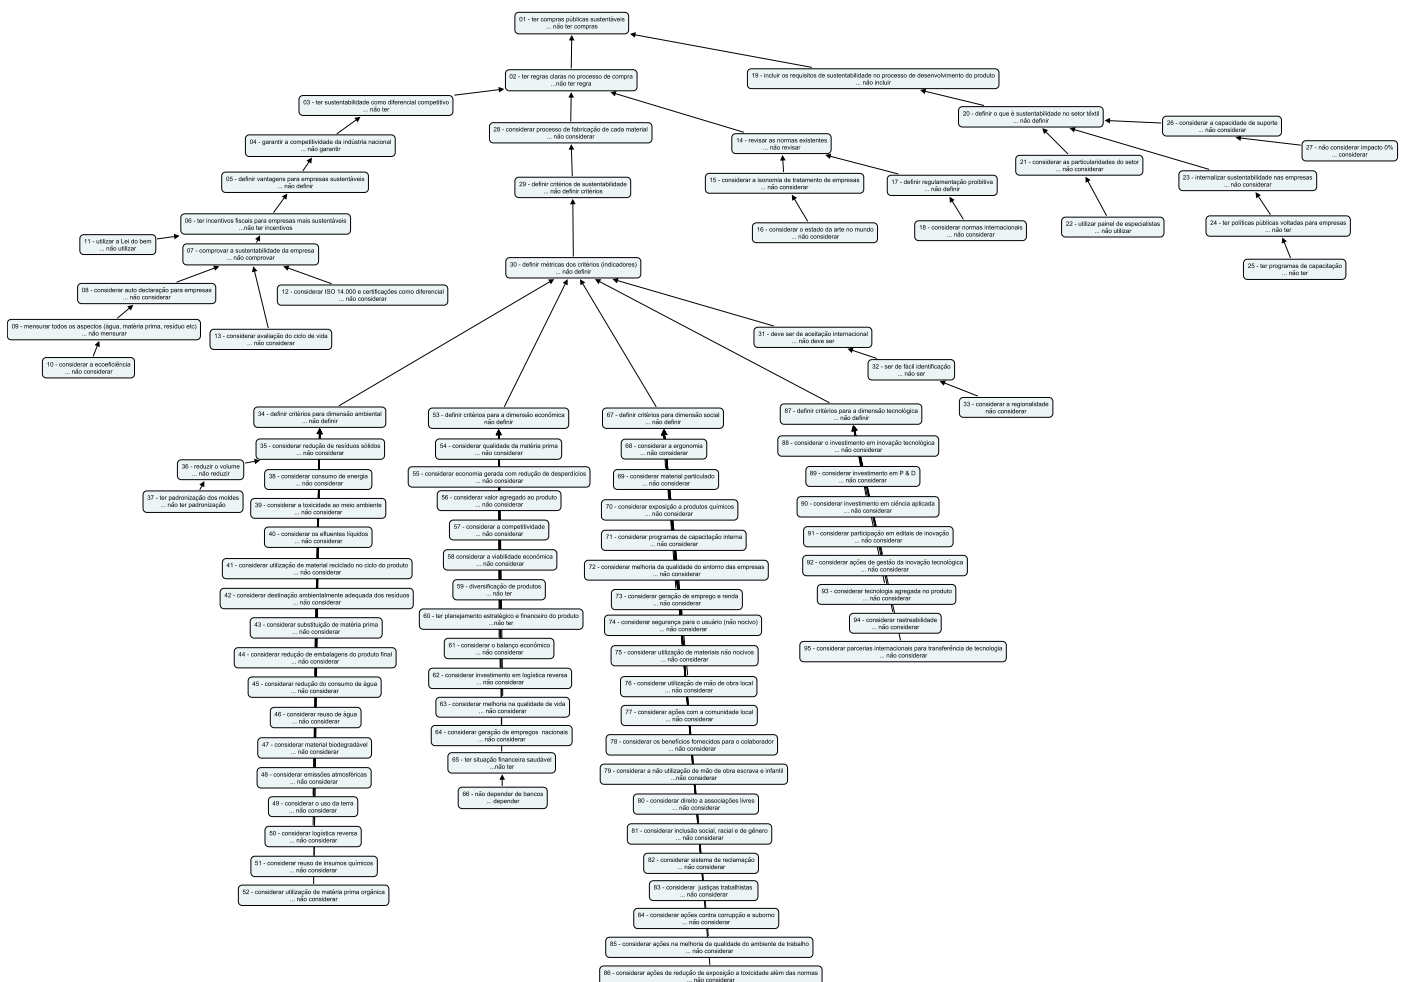 01 - ter compras públicas sustentáveis
... não ter compras
02 - ter regras claras no processo de compra
...não ter regra
19 - incluir os requisitos de sustentabilidade no processo de desenvolvimento do produto
... não incluir
03 - ter sustentabilidade como diferencial competitivo
... não ter
20 - definir o que é sustentabilidade no setor têxtil
... não definir
26 - considerar a capacidade de suporte
... não considerar
27 - não considerar impacto 0%
... considerar
28 - considerar processo de fabricação de cada material
... não considerar
04 - garantir a competitividade da indústria nacional
... não garantir
14 - revisar as normas existentes
... não revisar
21 - considerar as particularidades do setor
... não considerar
05 - definir vantagens para empresas sustentáveis
... não definir
29 - definir critérios de sustentabilidade
... não definir critérios
15 - considerar a isonomia de tratamento de empresas
... não considerar
17 - definir regulamentação proibitiva
... não definir
23 - internalizar sustentabilidade nas empresas
... não considerar
06 - ter incentivos fiscais para empresas mais sustentáveis
...não ter incentivos
16 - considerar o estado da arte no mundo
... não considerar
18 - considerar normas internacionais
... não considerar
22 - utilizar painel de especialistas
... não utilizar
24 - ter políticas públicas voltadas para empresas
... não ter
11 - utilizar a Lei do bem
... não utilizar
07 - comprovar a sustentabilidade da empresa
... não comprovar
30 - definir métricas dos critérios (indicadores)
... não definir
25 - ter programas de capacitação
... não ter
08 - considerar auto declaração para empresas
... não considerar
12 - considerar ISO 14.000 e certificações como diferencial
... não considerar
09 - mensurar todos os aspectos (água, matéria prima, resíduo etc)
... não mensurar
13 - considerar avaliação do ciclo de vida
... não considerar
31 - deve ser de aceitação internacional
... não deve ser
10 - considerar a ecoeficiência
... não considerar
32 - ser de fácil identificação
... não ser
33 - considerar a regionalidade
não considerar
34 - definir critérios para dimensão ambiental
... não definir
35 - considerar redução de resíduos sólidos
... não considerar
36 - reduzir o volume
... não reduzir
37 - ter padronização dos moldes
... não ter padronização
38 - considerar consumo de energia
... não considerar
39 - considerar a toxicidade ao meio ambiente
... não considerar
40 - considerar os efluentes líquidos
... não considerar
41 - considerar utilização de material reciclado no ciclo do produto
... não considerar
42 - considerar destinação ambientalmente adequada dos resíduos
... não considerar
43 - considerar substituição de matéria prima
... não considerar
44 - considerar redução de embalagens do produto final
... não considerar
45 - considerar redução do consumo de água
... não considerar
46 - considerar reuso de água
... não considerar
47 - considerar material biodegradável
... não considerar
48 - considerar emissões atmosféricas
... não considerar
49 - considerar o uso da terra
... não considerar
50 - considerar logística reversa
... não considerar
51 - considerar reuso de insumos químicos
... não considerar
52 - considerar utilização de matéria prima orgânica
... não considerar
53 - definir critérios para a dimensão econômica
não definir
54 - considerar qualidade da matéria prima
... não considerar
55 - considerar economia gerada com redução de desperdícios
... não considerar
56 - considerar valor agregado ao produto
... não considerar
57 - considerar a competitividade
... não considerar
58 considerar a viabilidade econômica
... não considerar
59 - diversificação de produtos
... não ter
60 - ter planejamento estratégico e financeiro do produto
...não ter
61 - considerar o balanço econômico
... não considerar
62 - considerar investimento em logística reversa
... não considerar
63 - considerar melhoria na qualidade de vida
... não considerar
64 - considerar geração de empregos nacionais
... não considerar
65 - ter situação financeira saudável
...não ter
66 - não depender de bancos
... depender
67 - definir critérios para dimensão social
... não definir
68 - considerar a ergonomia
... não considerar
69 - considerar material particulado
... não considerar
70 - considerar exposição a produtos químicos
... não considerar
71 - considerar programas de capacitação interna
... não considerar
72 - considerar melhoria da qualidade do entorno das empresas
... não considerar
73 - considerar geração de emprego e renda
... não considerar
74 - considerar segurança para o usuário (não nocivo)
... não considerar
75 - considerar utilização de materiais não nocivos
... não considerar
76 - considerar utilização de mão de obra local
... não considerar
77 - considerar ações com a comunidade local
... não considerar
78 - considerar os benefícios fornecidos para o colaborador
... não considerar
79 - considerar a não utilização de mão de obra escrava e infantil
...não considerar
80 - considerar direito a associações livres
... não considerar
81 - considerar inclusão social, racial e de gênero
... não considerar
82 - considerar sistema de reclamação
... não considerar
83 - considerar justiças trabalhistas
... não considerar
84 - considerar ações contra corrupção e suborno
... não considerar
85 - considerar ações na melhoria da qualidade do ambiente de trabalho
... não considerar
86 - considerar ações de redução de exposição a toxicidade além das normas
... não considerar
87 - definir critérios para a dimensão tecnológica
... não definir
88 - considerar o investimento em inovação tecnológica
... não considerar
89 - considerar investimento em P & D
... não considerar
90 - considerar investimento em ciência aplicada
... não considerar
91 - considerar participação em editais de inovação
... não considerar
92 - considerar ações de gestão da inovação tecnológica
... não considerar
93 - considerar tecnologia agregada no produto
... não considerar
94 - considerar rastreabilidade
... não considerar
95 - considerar parcerias internacionais para transferência de tecnologia
... não considerar